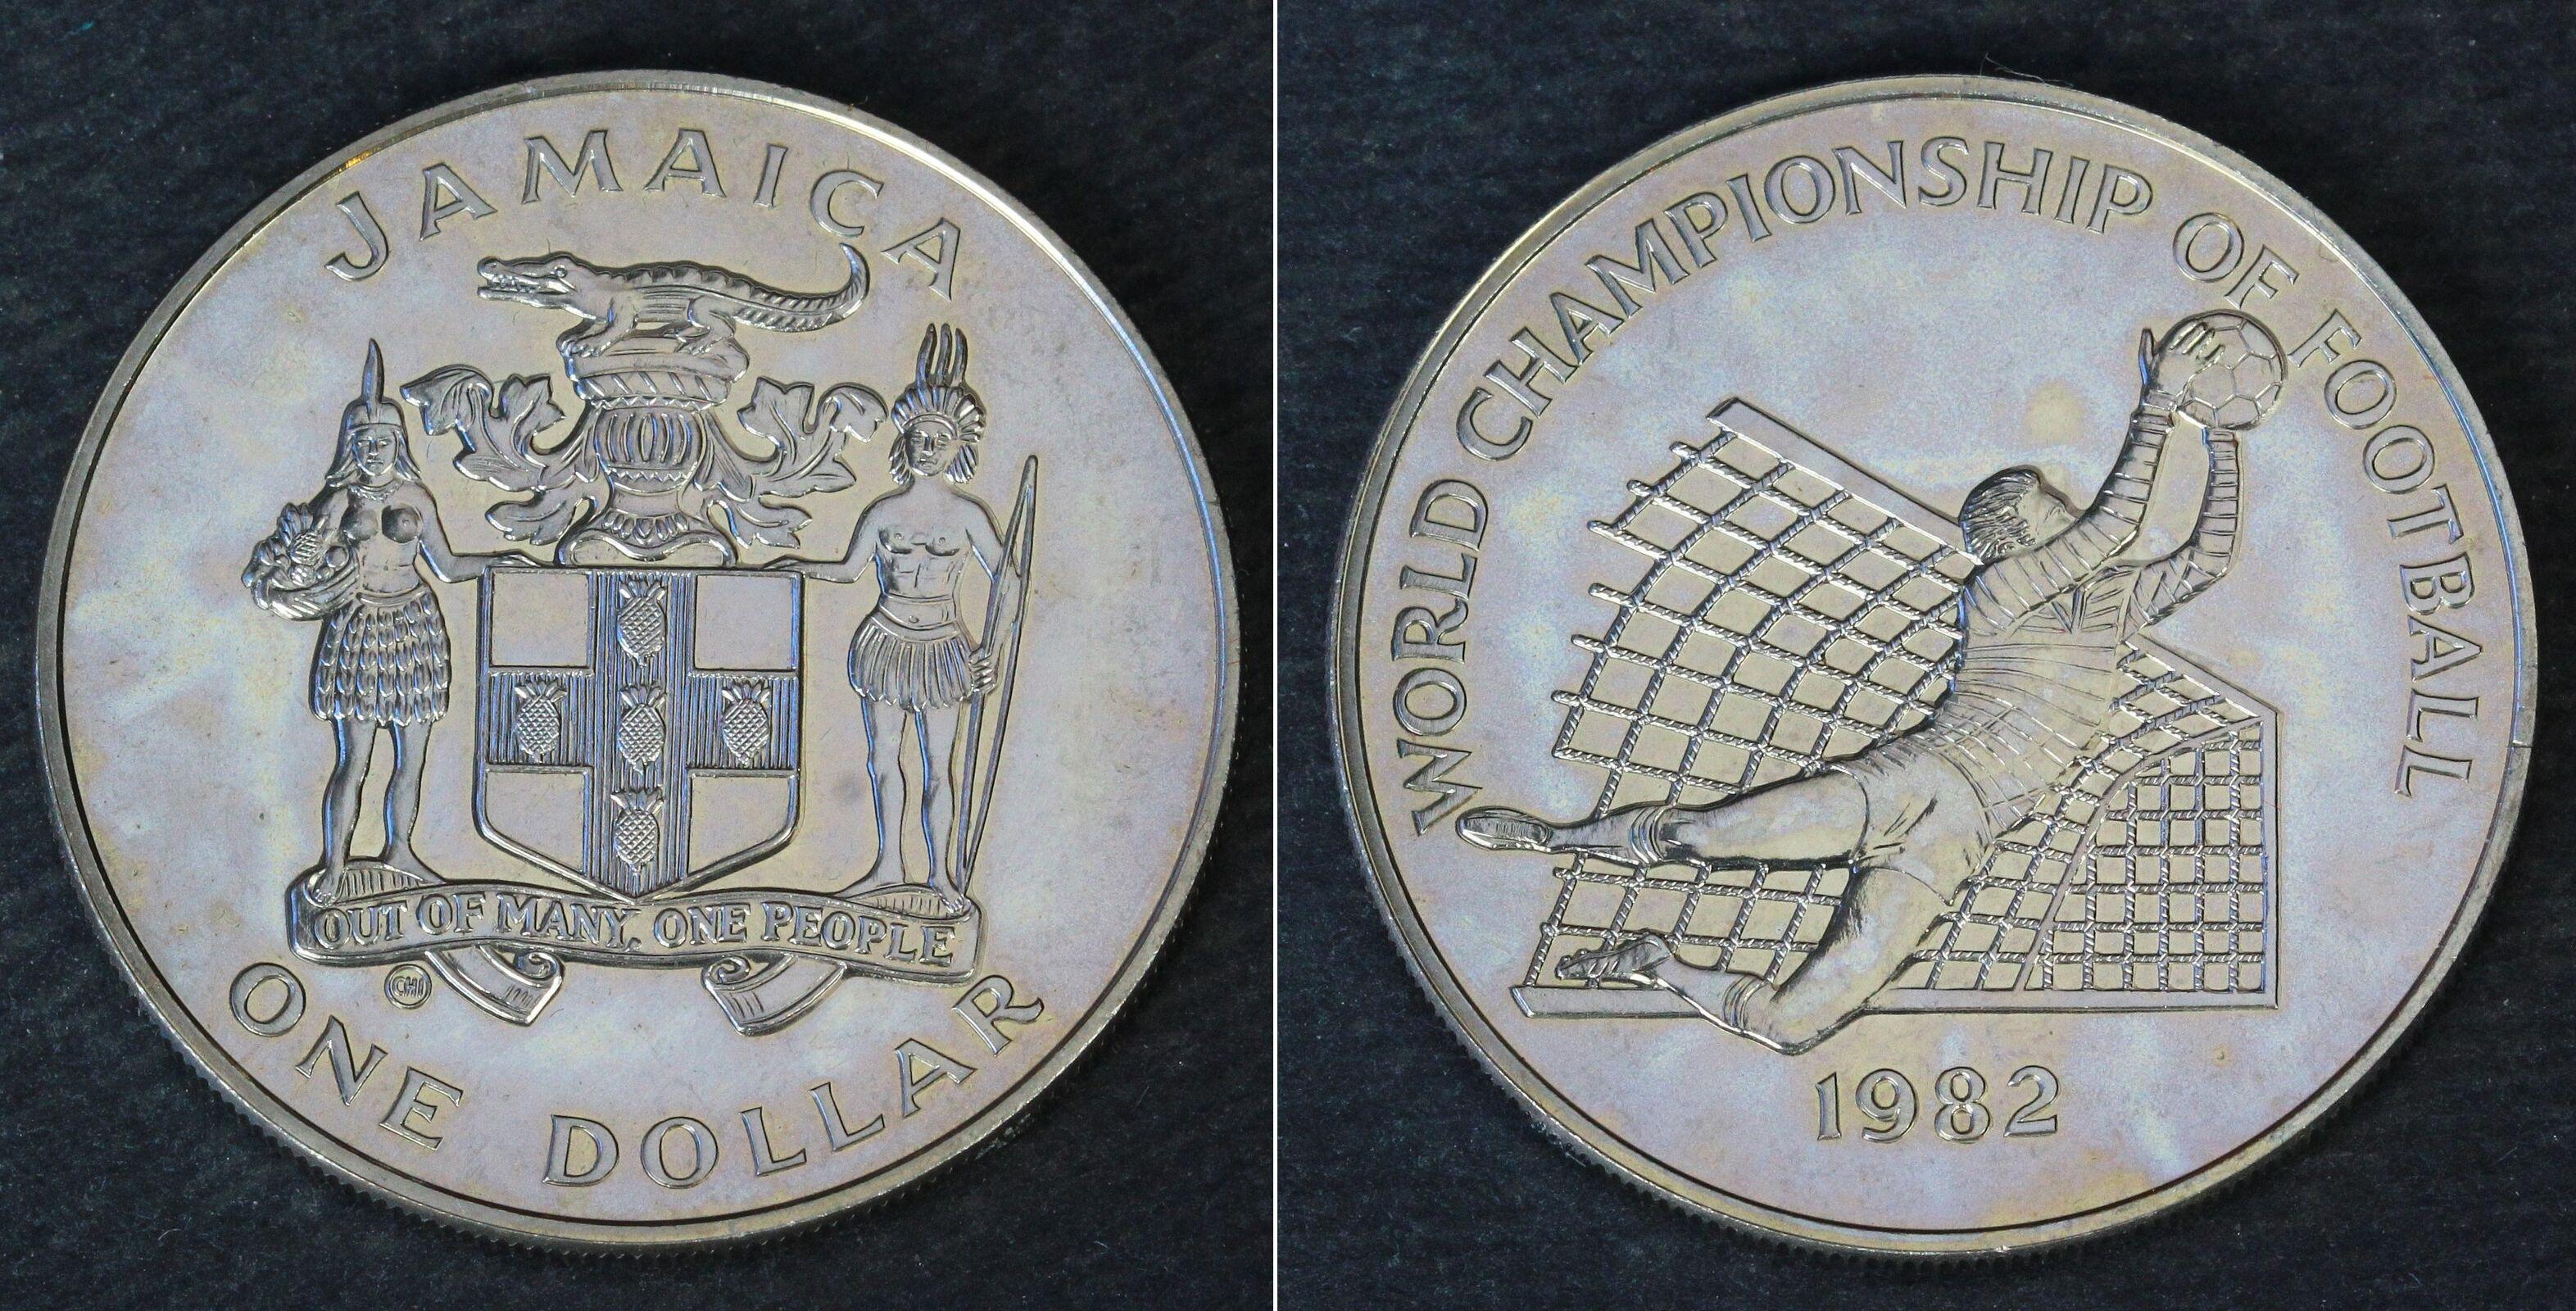 JAMAICA
OUT OF MANY, ONE PEOPLE
CHI
ONE DOLLAR
WORLD CHAMPIONSHIP OF FOOTBALL
1982